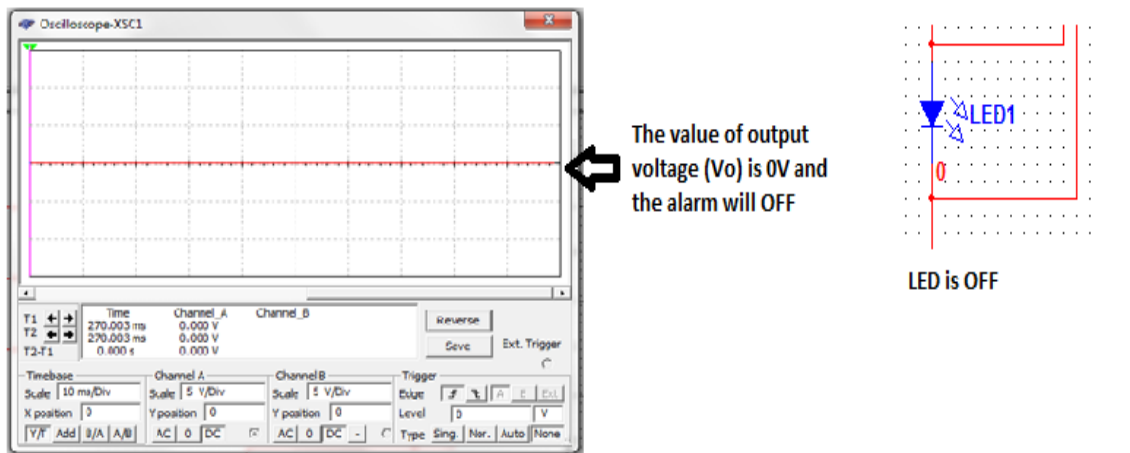 Oscilloscope-XSC1
Time Channel_A Channel_B
T1 270.003 ms 0.000 V
T2 270.003 ms 0.000 V
T2-T1 0.000 s 0.000 V
Reverse
Save
Ext. Trigger
Timebase
Scale 10 ms/Div
X position 0
Y/T Add B/A A/B
Channel A
Scale 5 V/Div
Y position 0
AC 0 DC
Channel B
Scale 5 V/Div
Y position 0
AC 0 DC -
Trigger
Edge A B Ext
Level 0 V
Type Sing. Nor. Auto None
The value of output
voltage (Vo) is 0V and
the alarm will OFF
LED1
0
LED is OFF